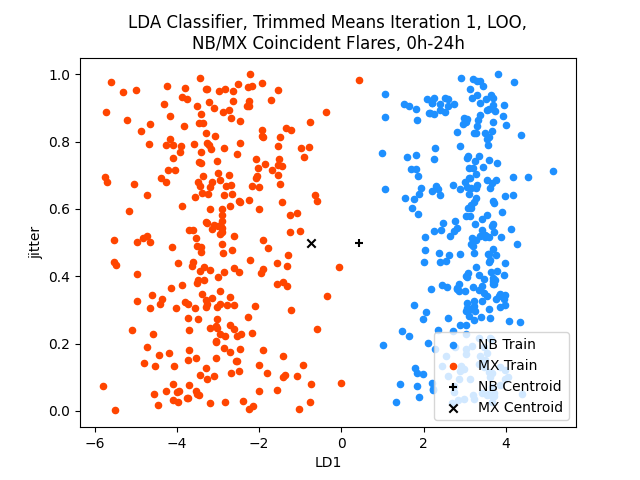 LDA Classifier, Trimmed Means Iteration 1, LOO,
NB/MX Coincident Flares, 0h-24h
1.0
0.8
0.6
0.4
0.2
0.0
jitter
−6
−4
−2
0
2
4
LD1
NB Train
MX Train
NB Centroid
MX Centroid